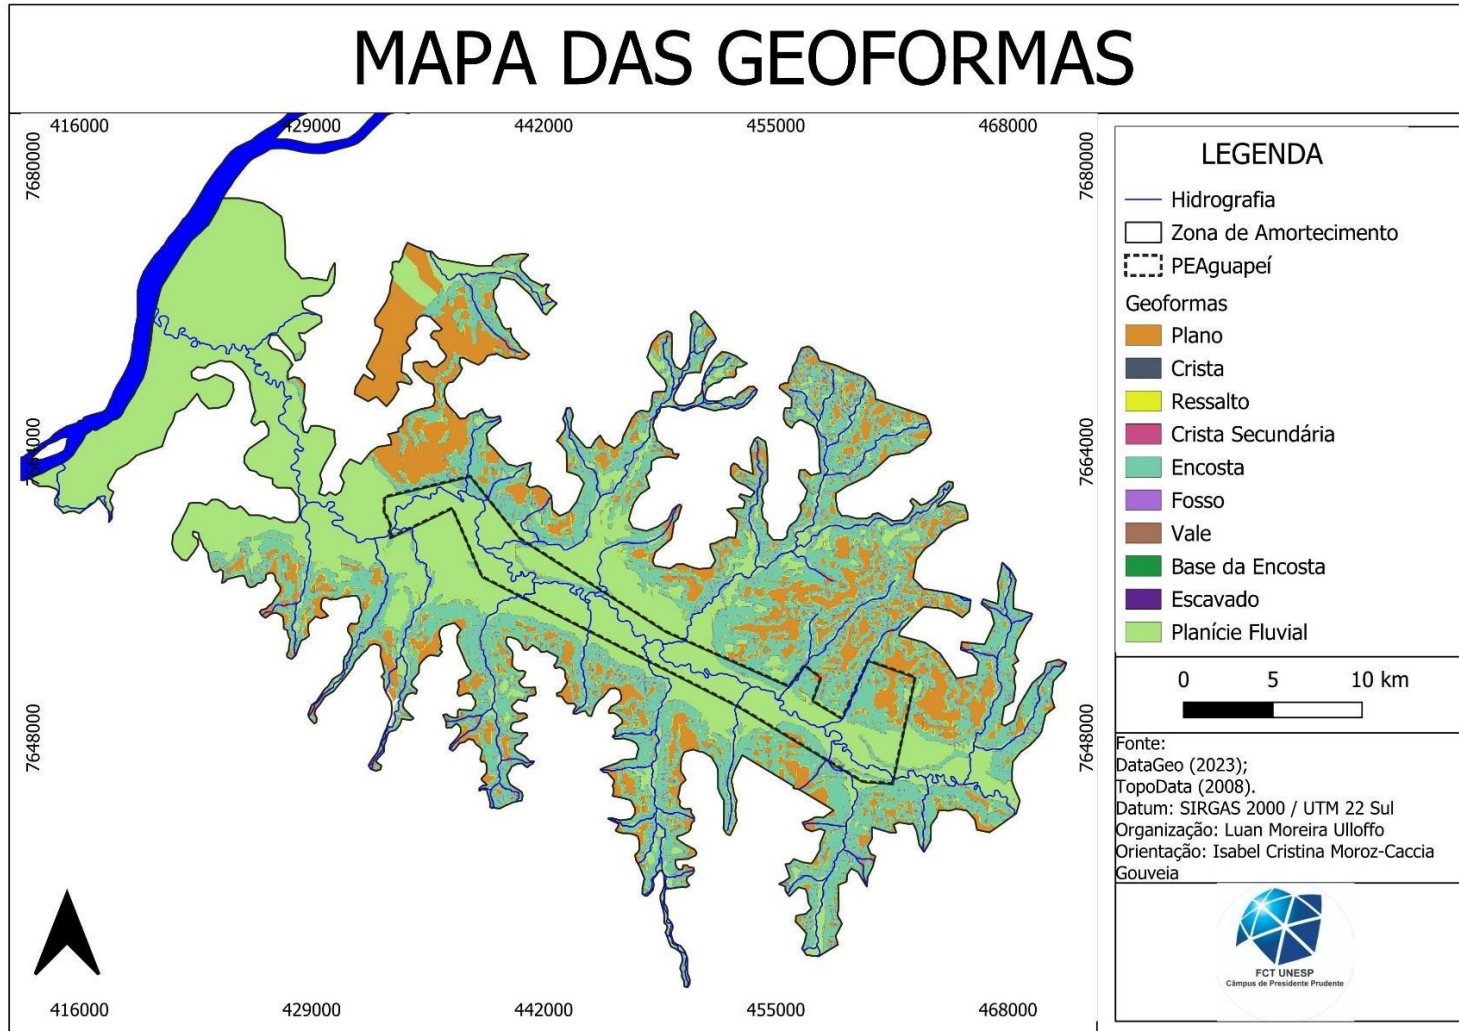 MAPA DAS GEOFORMAS
416000
429000
442000
455000
468000
7680000
7680000
7664000
7664000
7648000
7648000
416000
429000
442000
455000
468000
LEGENDA
Hidrografia
Zona de Amortecimento
PEAguapeí
Geoformas
Plano
Crista
Ressalto
Crista Secundária
Encosta
Fosso
Vale
Base da Encosta
Escavado
Planície Fluvial
0 5 10 km
Fonte:
DataGeo (2023);
TopoData (2008).
Datum: SIRGAS 2000 / UTM 22 Sul
Organização: Luan Moreira Ulloffo
Orientação: Isabel Cristina Moroz-Caccia
Gouveia
FCT UNESP
Câmpus de Presidente Prudente